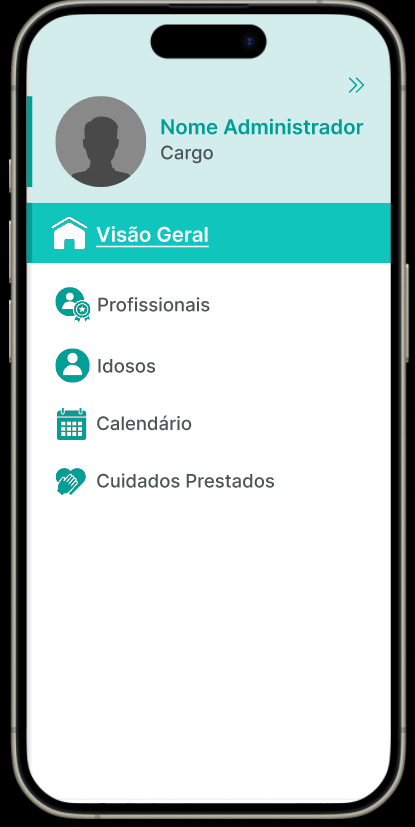 Nome Administrador
Cargo
Visão Geral
Profissionais
Idosos
Calendário
Cuidados Prestados